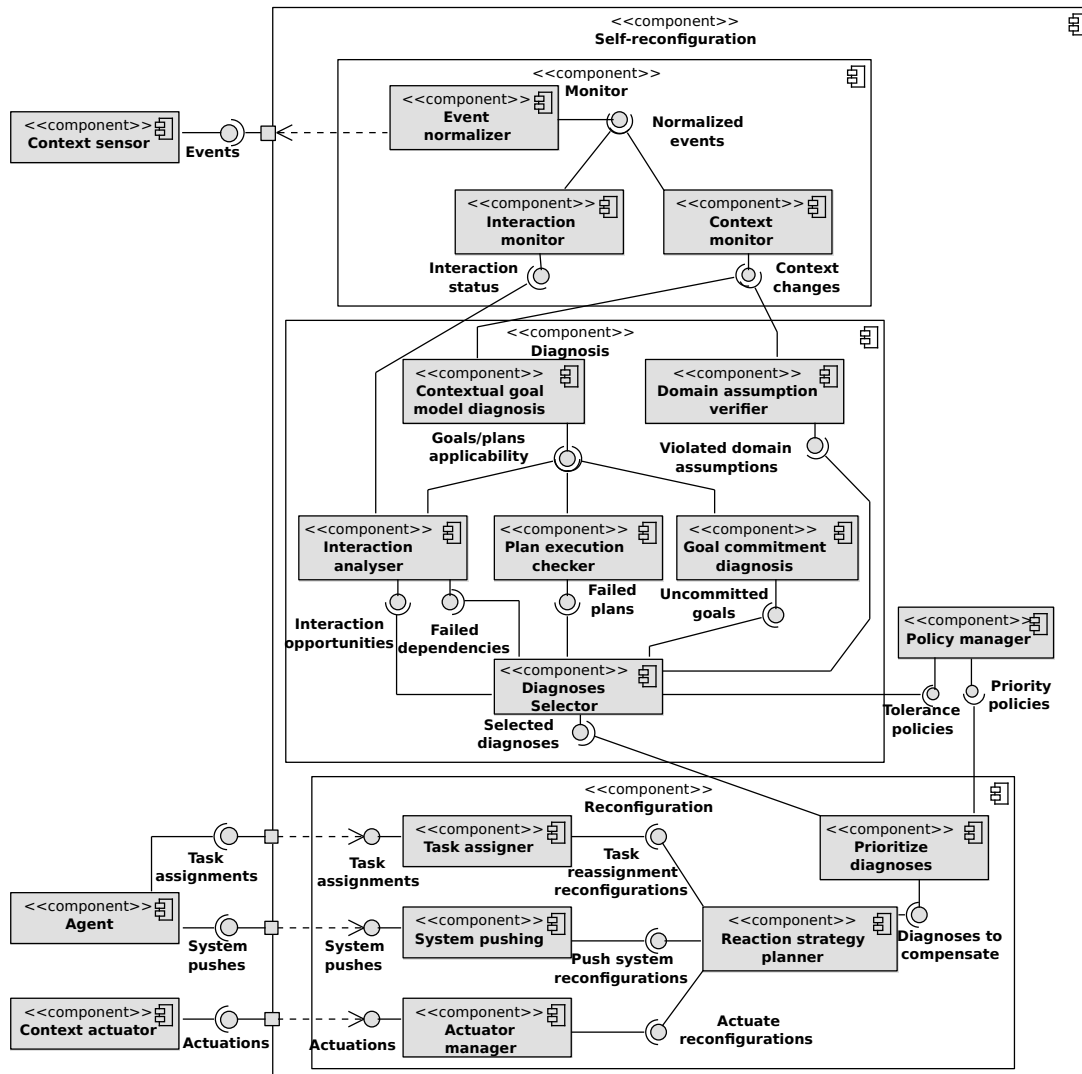 <<component>>
Self-reconfiguration
<<component>>
Monitor
<<component>>
Event
normalizer
Normalized
events
<<component>>
Context sensor
Events
<<component>>
Interaction
monitor
<<component>>
Context
monitor
Interaction
status
Context
changes
<<component>>
Diagnosis
<<component>>
Contextual goal
model diagnosis
<<component>>
Domain assumption
verifier
Goals/plans
applicability
Violated domain
assumptions
<<component>>
Interaction
analyser
<<component>>
Plan execution
checker
<<component>>
Goal commitment
diagnosis
Interaction
opportunities
Failed
dependencies
Failed
plans
Uncommitted
goals
<<component>>
Policy manager
<<component>>
Diagnoses
Selector
Tolerance
policies
Priority
policies
Selected
diagnoses
<<component>>
Reconfiguration
<<component>>
Task assigner
<<component>>
Prioritize
diagnoses
Task
assignments
Task
assignments
Task
reassignment
reconfigurations
<<component>>
Agent
System
pushes
System
pushes
<<component>>
System pushing
Push system
reconfigurations
<<component>>
Reaction strategy
planner
Diagnoses to
compensate
<<component>>
Context actuator
Actuations
Actuations
<<component>>
Actuator
manager
Actuate
reconfigurations